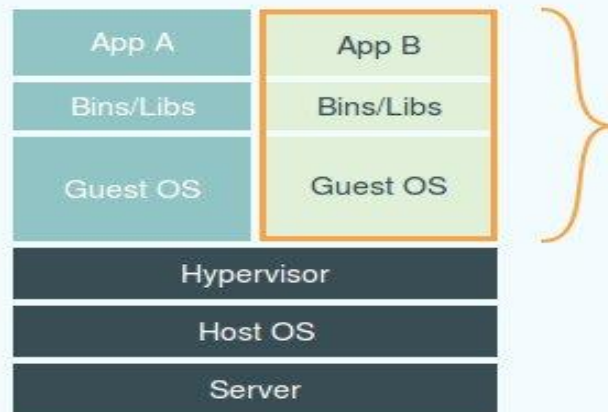 App A
App B
Bins/Libs
Bins/Libs
Guest OS
Guest OS
Hypervisor
Host OS
Server